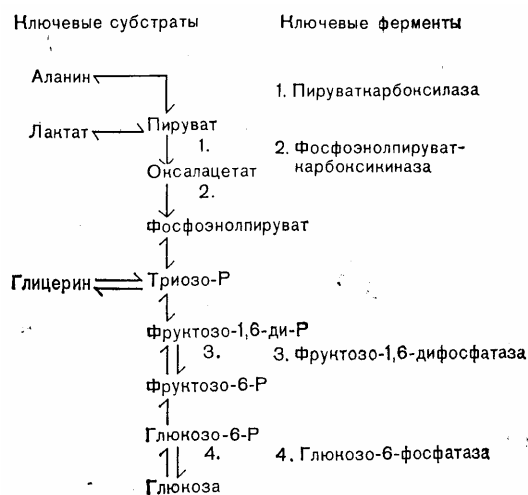 Ключевые субстраты
Ключевые ферменты
Аланин
1. Пируваткарбоксилаза
Лактат
Пируват
1.
2. Фосфоэнолпируват-
карбоксикиназа
Оксалацетат
2.
Фосфоэнолпируват
Глицерин
Триозо-Р
Фруктозо-1,6-ди-Р
3.
3. Фруктозо-1,6-дифосфатаза
Фруктозо-6-Р
Глюкозо-6-Р
4.
4. Глюкозо-6-фосфатаза
Глюкоза